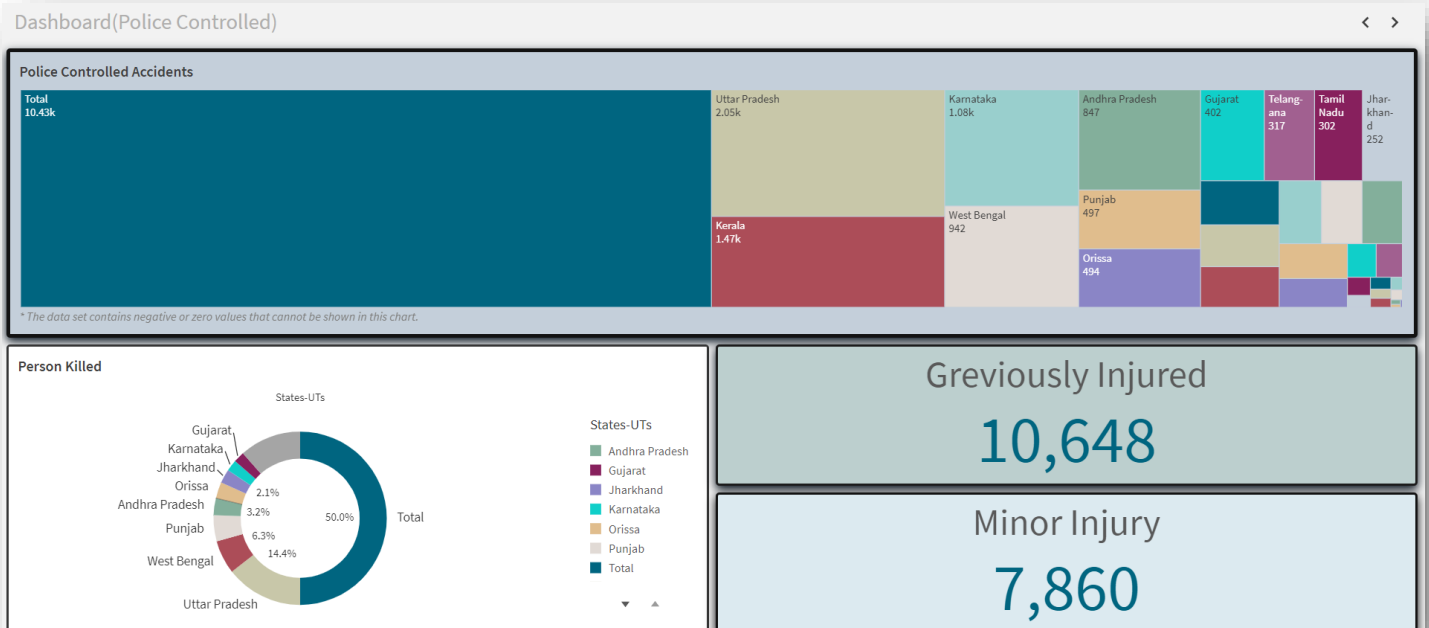 Dashboard(Police Controlled)
Police Controlled Accidents
Total
10.43k
Uttar Pradesh
2.05k
Kerala
1.47k
Karnataka
1.08k
West Bengal
942
Andhra Pradesh
847
Punjab
497
Orissa
494
Gujarat
402
Telang-
ana
317
Tamil
Nadu
302
Jhar-
khan-
d
252
* The data set contains negative or zero values that cannot be shown in this chart.
Person Killed
States-UTs
Gujarat
Karnataka
Jharkhand
Orissa
Andhra Pradesh
Punjab
West Bengal
Uttar Pradesh
Total
2.1%
3.2%
6.3%
14.4%
50.0%
States-UTs
Andhra Pradesh
Gujarat
Jharkhand
Karnataka
Orissa
Punjab
Total
Greviously Injured
10,648
Minor Injury
7,860